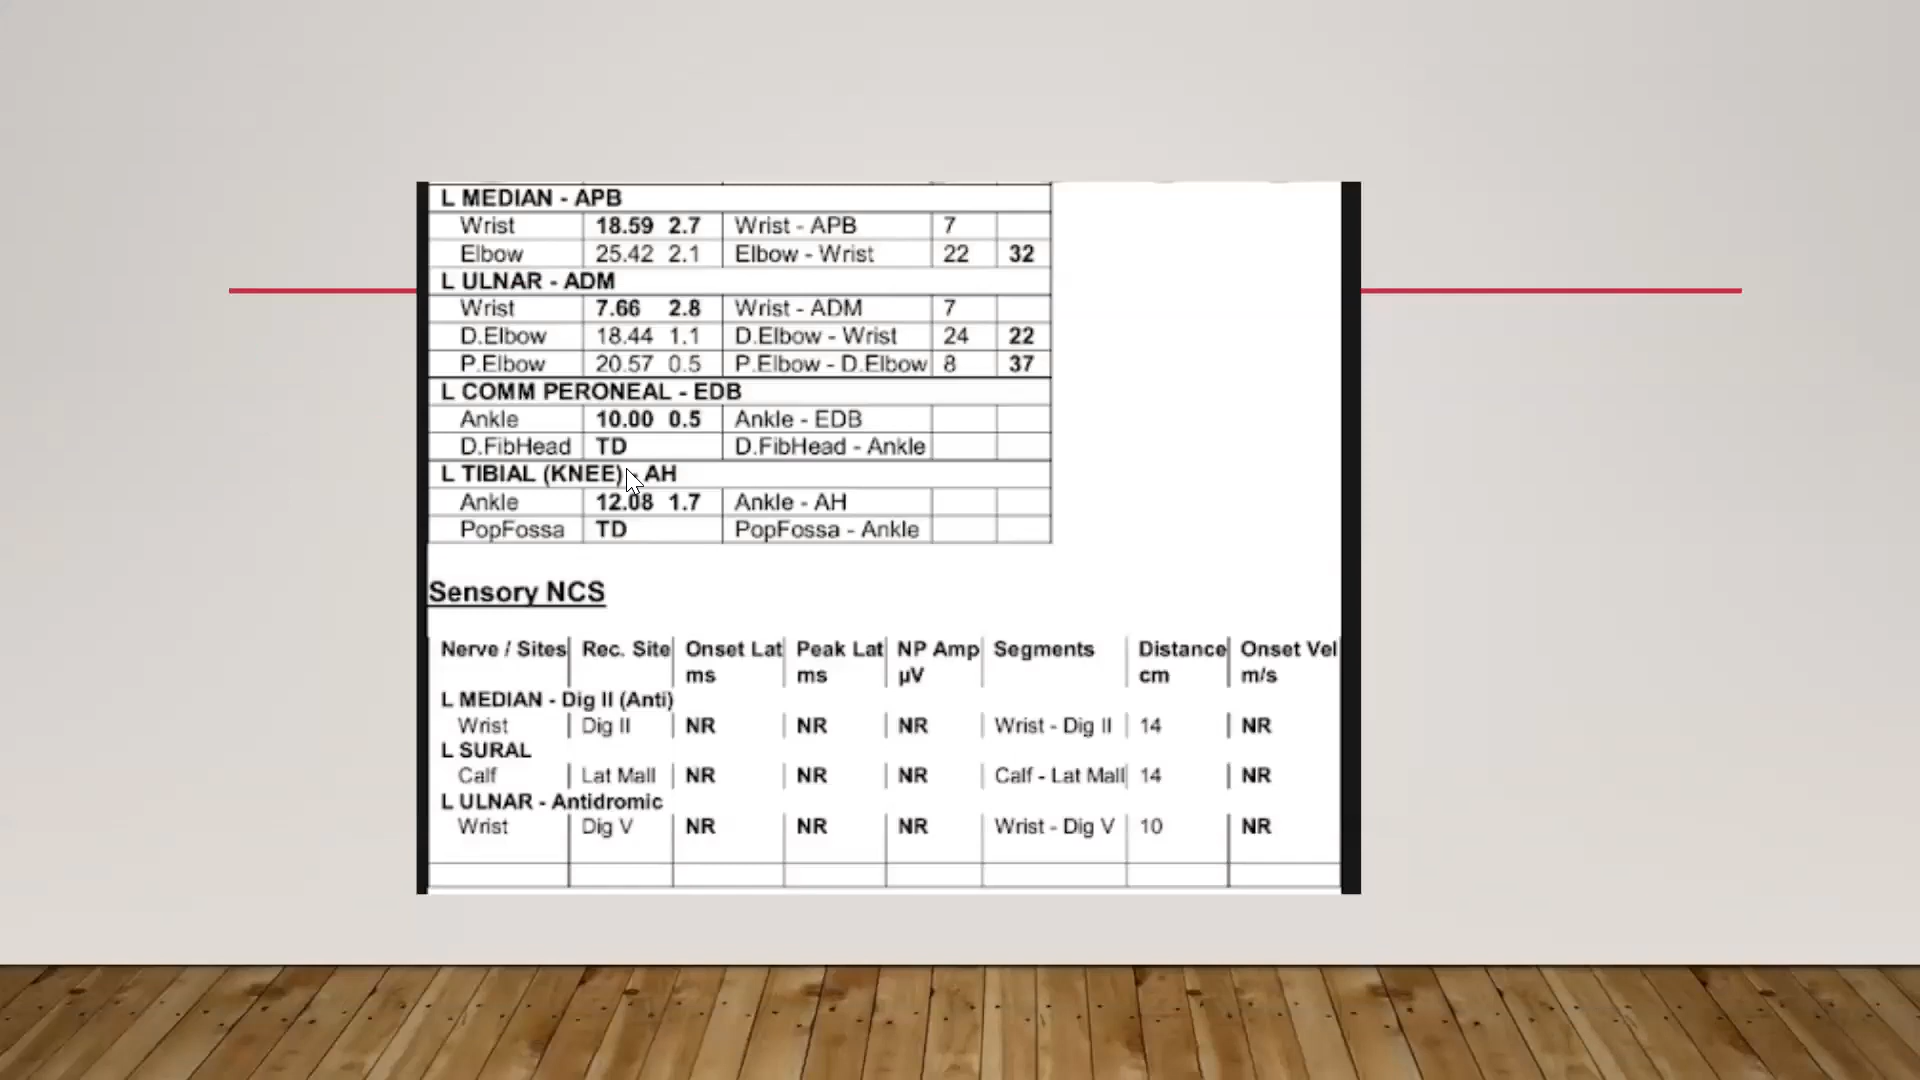 L MEDIAN - APB
Wrist 18.59 2.7 Wrist - APB 7
Elbow 25.42 2.1 Elbow - Wrist 22 32
L ULNAR - ADM
Wrist 7.66 2.8 Wrist - ADM 7
D.Elbow 18.44 1.1 D.Elbow - Wrist 24 22
P.Elbow 20.57 0.5 P.Elbow - D.Elbow 8 37
L COMM PERONEAL - EDB
Ankle 10.00 0.5 Ankle - EDB
D.FibHead TD D.FibHead - Ankle
L TIBIAL (KNEE) - AH
Ankle 12.08 1.7 Ankle - AH
PopFossa TD PopFossa - Ankle
Sensory NCS
Nerve / Sites Rec. Site Onset Lat Peak Lat NP Amp Segments Distance Onset Vel
ms ms µV cm m/s
L MEDIAN - Dig II (Anti)
Wrist Dig II NR NR NR Wrist - Dig II 14 NR
L SURAL
Calf Lat Mall NR NR NR Calf - Lat Mall 14 NR
L ULNAR - Antidromic
Wrist Dig V NR NR NR Wrist - Dig V 10 NR